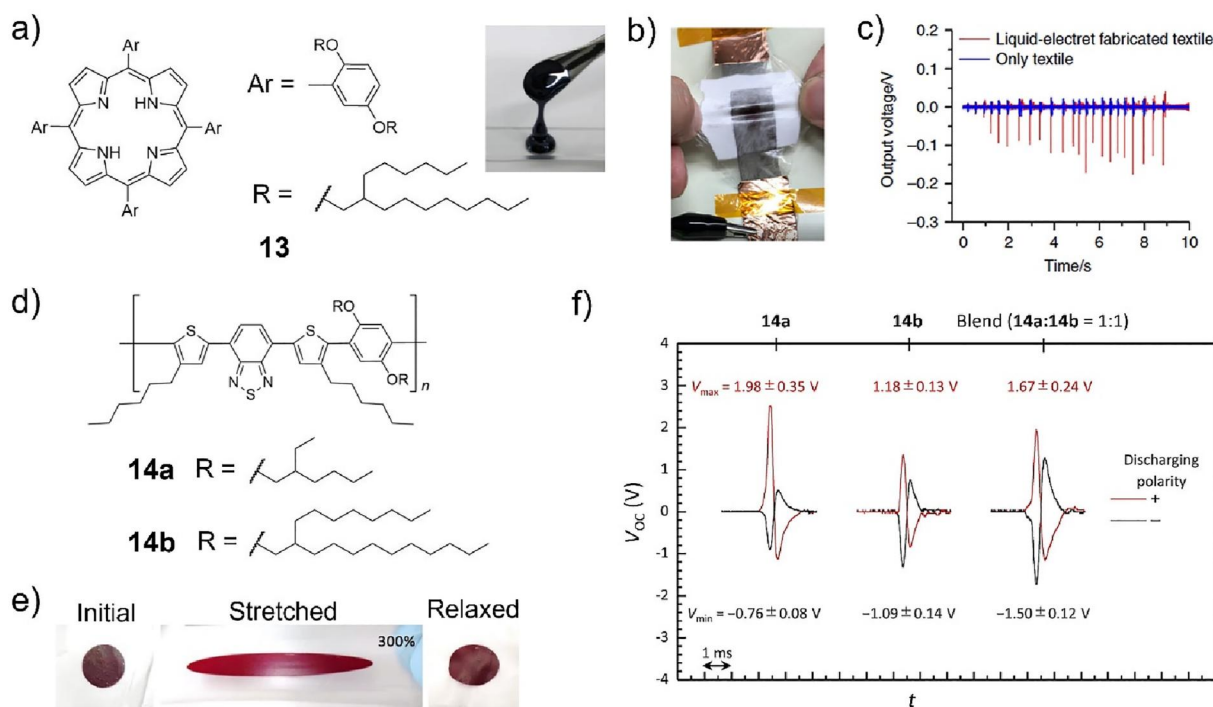 a)
Ar
Ar
Ar
Ar
N
HN
NH
N
Ar =
RO
OR
R =
13
b)
c)
Liquid-electret fabricated textile
Only textile
Output voltage/V
0.2
0.1
0.0
−0.1
−0.2
−0.3
0 2 4 6 8 10
Time/s
d)
S
S
RO
OR
N
N
S
n
14a R =
14b R =
e)
Initial
Stretched
Relaxed
300%
f)
14a 14b Blend (14a:14b = 1:1)
Vmax = 1.98 ± 0.35 V 1.18 ± 0.13 V 1.67 ± 0.24 V
VOC (V)
4
3
2
1
0
-1
-2
-3
-4
Discharging
polarity
+
−
Vmin = −0.76 ± 0.08 V −1.09 ± 0.14 V −1.50 ± 0.12 V
1 ms
t